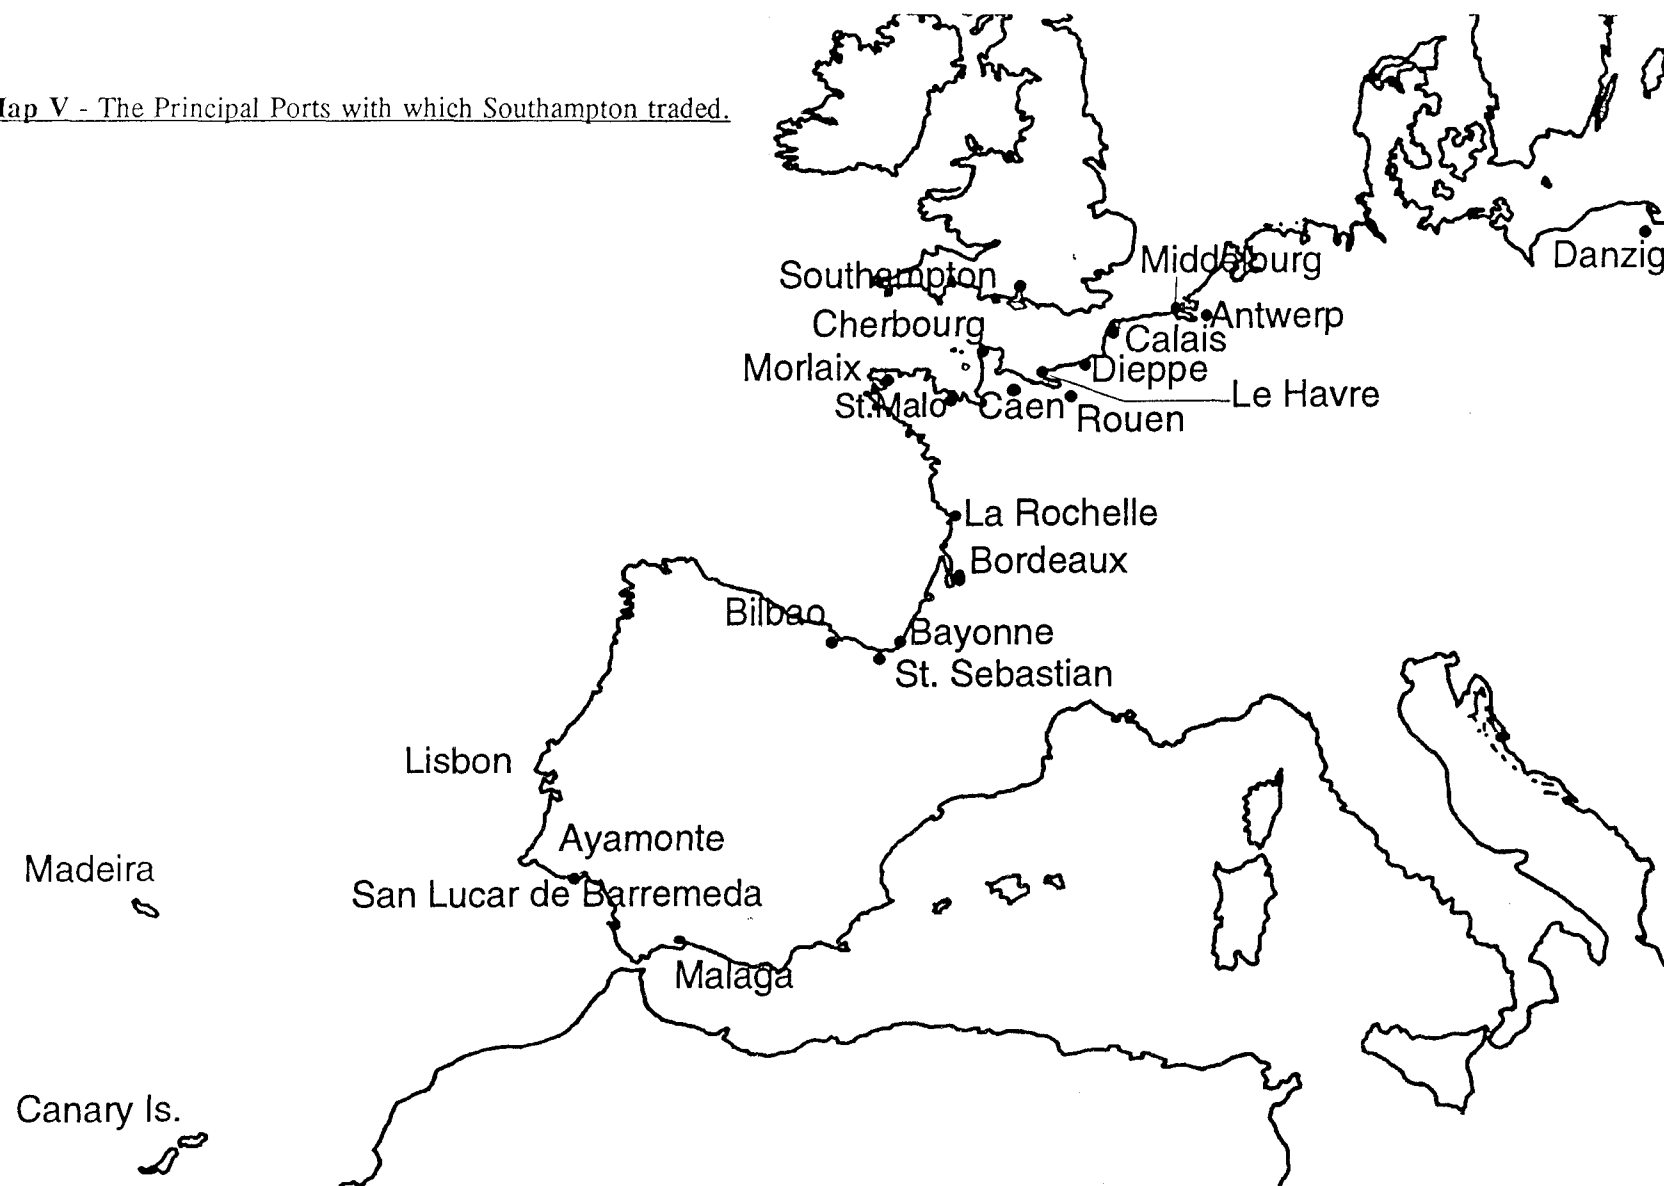 Map V - The Principal Ports with which Southampton traded.
Southampton
Middelburg
Danzig
Cherbourg
Antwerp
Calais
Morlaix
Dieppe
St.Malo
Caen
Le Havre
Rouen
La Rochelle
Bordeaux
Bilbao
Bayonne
St. Sebastian
Lisbon
Ayamonte
Madeira
San Lucar de Barremeda
Malaga
Canary Is.